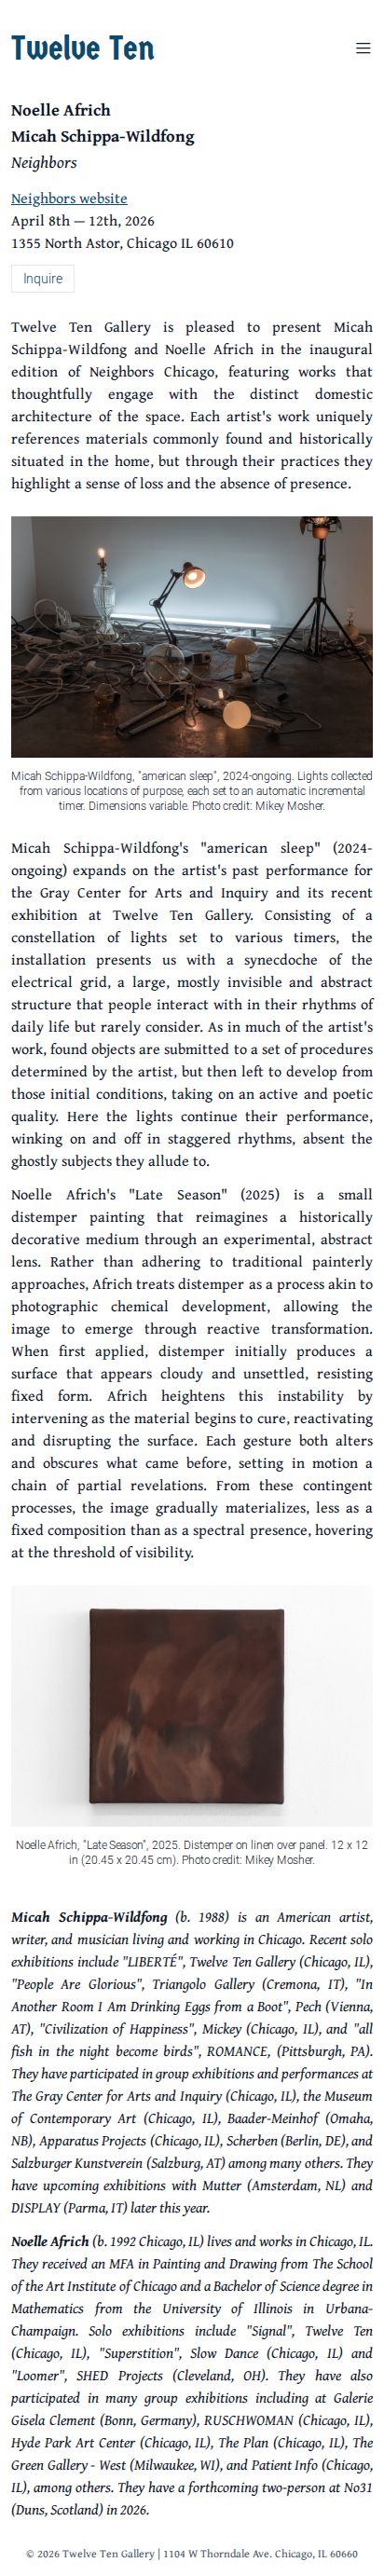 Twelve Ten
Noelle Africh
Micah Schippa-Wildfong
Neighbors
Neighbors website
April 8th — 12th, 2026
1355 North Astor, Chicago IL 60610
Inquire
Twelve Ten Gallery is pleased to present Micah
Schippa-Wildfong and Noelle Africh in the inaugural
edition of Neighbors Chicago, featuring works that
thoughtfully engage with the distinct domestic
architecture of the space. Each artist's work uniquely
references materials commonly found and historically
situated in the home, but through their practices they
highlight a sense of loss and the absence of presence.
Micah Schippa-Wildfong, "american sleep", 2024-ongoing. Lights collected
from various locations of purpose, each set to an automatic incremental
timer. Dimensions variable. Photo credit: Mikey Mosher.
Micah Schippa-Wildfong's "american sleep" (2024-
ongoing) expands on the artist's past performance for
the Gray Center for Arts and Inquiry and its recent
exhibition at Twelve Ten Gallery. Consisting of a
constellation of lights set to various timers, the
installation presents us with a synecdoche of the
electrical grid, a large, mostly invisible and abstract
structure that people interact with in their rhythms of
daily life but rarely consider. As in much of the artist's
work, found objects are submitted to a set of procedures
determined by the artist, but then left to develop from
those initial conditions, taking on an active and poetic
quality. Here the lights continue their performance,
winking on and off in staggered rhythms, absent the
ghostly subjects they allude to.
Noelle Africh's "Late Season" (2025) is a small
distemper painting that reimagines a historically
decorative medium through an experimental, abstract
lens. Rather than adhering to traditional painterly
approaches, Africh treats distemper as a process akin to
photographic chemical development, allowing the
image to emerge through reactive transformation.
When first applied, distemper initially produces a
surface that appears cloudy and unsettled, resisting
fixed form. Africh heightens this instability by
intervening as the material begins to cure, reactivating
and disrupting the surface. Each gesture both alters
and obscures what came before, setting in motion a
chain of partial revelations. From these contingent
processes, the image gradually materializes, less as a
fixed composition than as a spectral presence, hovering
at the threshold of visibility.
Noelle Africh, "Late Season", 2025. Distemper on linen over panel. 12 x 12
in (20.45 x 20.45 cm). Photo credit: Mikey Mosher.
Micah Schippa-Wildfong (b. 1988) is an American artist,
writer, and musician living and working in Chicago. Recent solo
exhibitions include "LIBERTÉ", Twelve Ten Gallery (Chicago, IL),
"People Are Glorious", Triangolo Gallery (Cremona, IT), "In
Another Room I Am Drinking Eggs from a Boot", Pech (Vienna,
AT), "Civilization of Happiness", Mickey (Chicago, IL), and "all
fish in the night become birds", ROMANCE, (Pittsburgh, PA).
They have participated in group exhibitions and performances at
The Gray Center for Arts and Inquiry (Chicago, IL), the Museum
of Contemporary Art (Chicago, IL), Baader-Meinhof (Omaha,
NB), Apparatus Projects (Chicago, IL), Scherben (Berlin, DE), and
Salzburger Kunstverein (Salzburg, AT) among many others. They
have upcoming exhibitions with Mutter (Amsterdam, NL) and
DISPLAY (Parma, IT) later this year.
Noelle Africh (b. 1992 Chicago, IL) lives and works in Chicago, IL.
They received an MFA in Painting and Drawing from The School
of the Art Institute of Chicago and a Bachelor of Science degree in
Mathematics from the University of Illinois in Urbana-
Champaign. Solo exhibitions include "Signal", Twelve Ten
(Chicago, IL), "Superstition", Slow Dance (Chicago, IL) and
"Loomer", SHED Projects (Cleveland, OH). They have also
participated in many group exhibitions including at Galerie
Gisela Clement (Bonn, Germany), RUSCHWOMAN (Chicago, IL),
Hyde Park Art Center (Chicago, IL), The Plan (Chicago, IL), The
Green Gallery - West (Milwaukee, WI), and Patient Info (Chicago,
IL), among others. They have a forthcoming two-person at No31
(Duns, Scotland) in 2026.
© 2026 Twelve Ten Gallery | 1104 W Thorndale Ave. Chicago, IL 60660